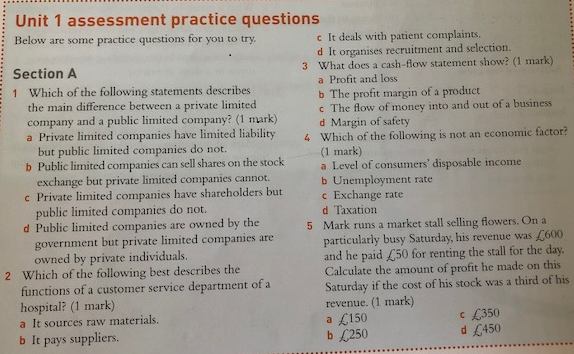 Unit 1 assessment practice questions
Below are some practice questions for you to try.
Section A
1 Which of the following statements describes
the main difference between a private limited
company and a public limited company? (1 mark)
a Private limited companies have limited liability
but public limited companies do not.
b Public limited companies can sell shares on the stock
exchange but private limited companies cannot.
c Private limited companies have shareholders but
public limited companies do not.
d Public limited companies are owned by the
government but private limited companies are
owned by private individuals.
2 Which of the following best describes the
functions of a customer service department of a
hospital? (1 mark)
a It sources raw materials.
b It pays suppliers.
c It deals with patient complaints.
d It organises recruitment and selection.
3 What does a cash-flow statement show? (1 mark)
a Profit and loss
b The profit margin of a product
c The flow of money into and out of a business
d Margin of safety
4 Which of the following is not an economic factor?
(1 mark)
a Level of consumers' disposable income
b Unemployment rate
c Exchange rate
d Taxation
5 Mark runs a market stall selling flowers. On a
particularly busy Saturday, his revenue was £600
and he paid £50 for renting the stall for the day.
Calculate the amount of profit he made on this
Saturday if the cost of his stock was a third of his
revenue. (1 mark)
a £150
b £250
c £350
d £450